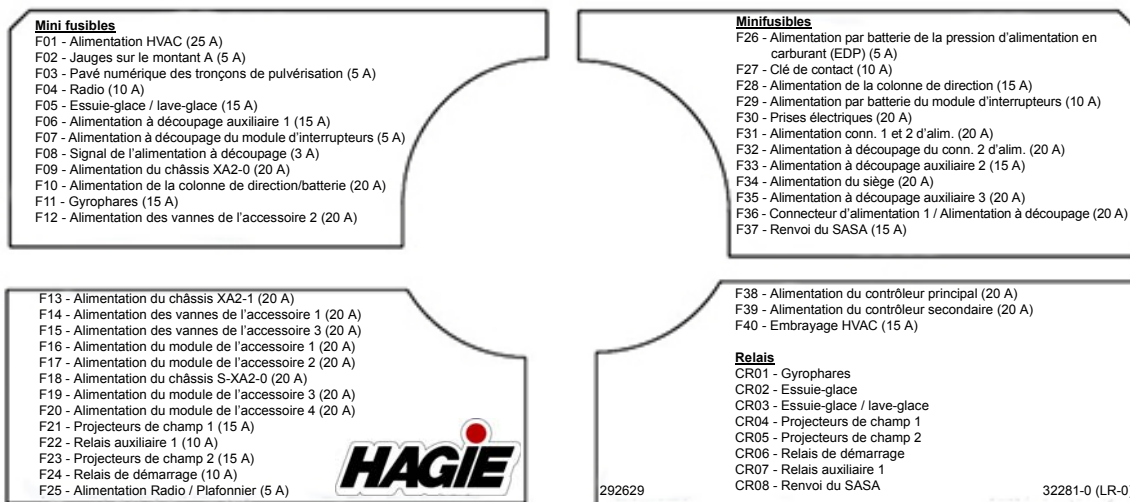 Mini fusibles
F01 - Alimentation HVAC (25 A)
F02 - Jauges sur le montant A (5 A)
F03 - Pavé numérique des tronçons de pulvérisation (5 A)
F04 - Radio (10 A)
F05 - Essuie-glace / lave-glace (15 A)
F06 - Alimentation à découpage auxiliaire 1 (15 A)
F07 - Alimentation à découpage du module d'interrupteurs (5 A)
F08 - Signal de l'alimentation à découpage (3 A)
F09 - Alimentation du châssis XA2-0 (20 A)
F10 - Alimentation de la colonne de direction/batterie (20 A)
F11 - Gyrophares (15 A)
F12 - Alimentation des vannes de l'accessoire 2 (20 A)
Minifusibles
F26 - Alimentation par batterie de la pression d'alimentation en
carburant (EDP) (5 A)
F27 - Clé de contact (10 A)
F28 - Alimentation de la colonne de direction (15 A)
F29 - Alimentation par batterie du module d'interrupteurs (10 A)
F30 - Prises électriques (20 A)
F31 - Alimentation conn. 1 et 2 d'alim. (20 A)
F32 - Alimentation à découpage du conn. 2 d'alim. (20 A)
F33 - Alimentation à découpage auxiliaire 2 (15 A)
F34 - Alimentation du siège (20 A)
F35 - Alimentation à découpage auxiliaire 3 (20 A)
F36 - Connecteur d'alimentation 1 / Alimentation à découpage (20 A)
F37 - Renvoi du SASA (15 A)
F13 - Alimentation du châssis XA2-1 (20 A)
F14 - Alimentation des vannes de l'accessoire 1 (20 A)
F15 - Alimentation des vannes de l'accessoire 3 (20 A)
F16 - Alimentation du module de l'accessoire 1 (20 A)
F17 - Alimentation du module de l'accessoire 2 (20 A)
F18 - Alimentation du châssis S-XA2-0 (20 A)
F19 - Alimentation du module de l'accessoire 3 (20 A)
F20 - Alimentation du module de l'accessoire 4 (20 A)
F21 - Projecteurs de champ 1 (15 A)
F22 - Relais auxiliaire 1 (10 A)
F23 - Projecteurs de champ 2 (15 A)
F24 - Relais de démarrage (10 A)
F25 - Alimentation Radio / Plafonnier (5 A)
HAGIE
F38 - Alimentation du contrôleur principal (20 A)
F39 - Alimentation du contrôleur secondaire (20 A)
F40 - Embrayage HVAC (15 A)
Relais
CR01 - Gyrophares
CR02 - Essuie-glace
CR03 - Essuie-glace / lave-glace
CR04 - Projecteurs de champ 1
CR05 - Projecteurs de champ 2
CR06 - Relais de démarrage
CR07 - Relais auxiliaire 1
CR08 - Renvoi du SASA
292629
32281-0 (LR-0